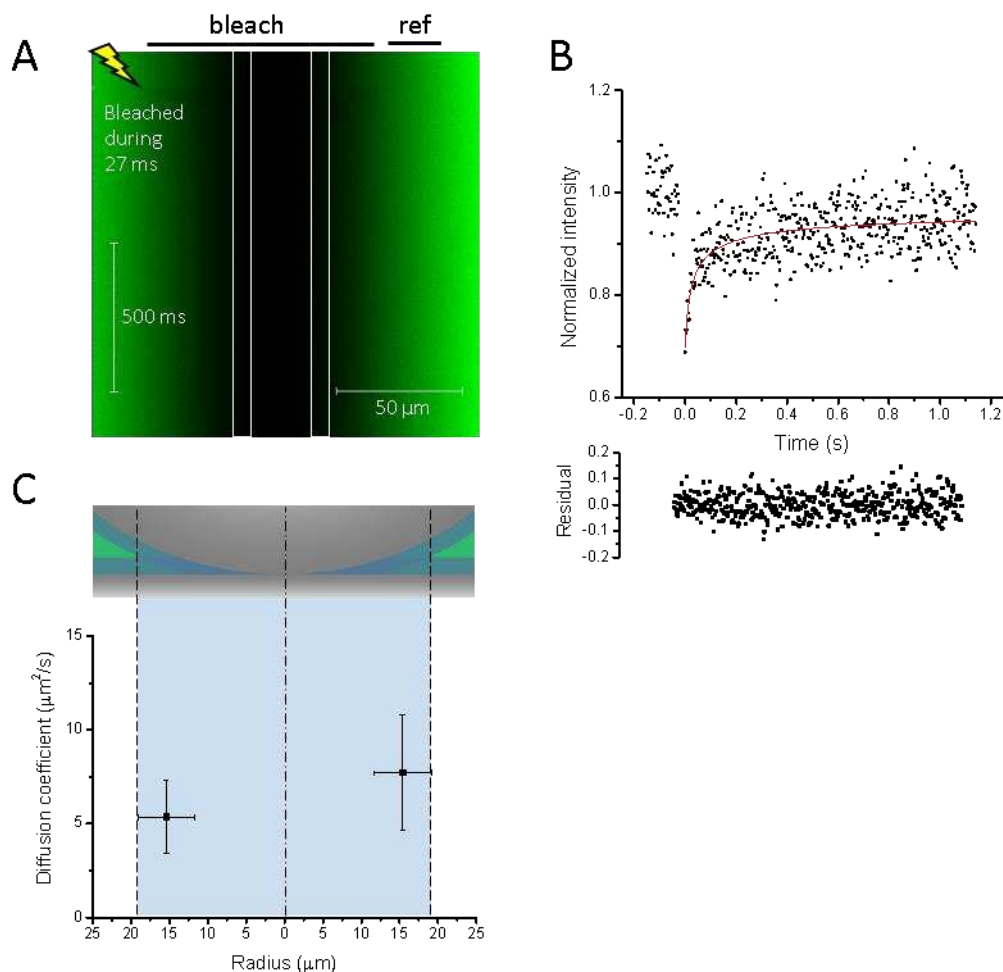 bleach
ref
A
Bleached
during
27 ms
500 ms
50 μm
B
1.2
1.0
0.8
0.6
Normalized intensity
-0.2
0.0
0.2
0.4
0.6
0.8
1.0
1.2
Time (s)
0.2
0.1
0.0
-0.1
-0.2
Residual
C
15
10
5
0
Diffusion coefficient (μm²/s)
25
20
15
10
5
0
5
10
15
20
25
Radius (μm)